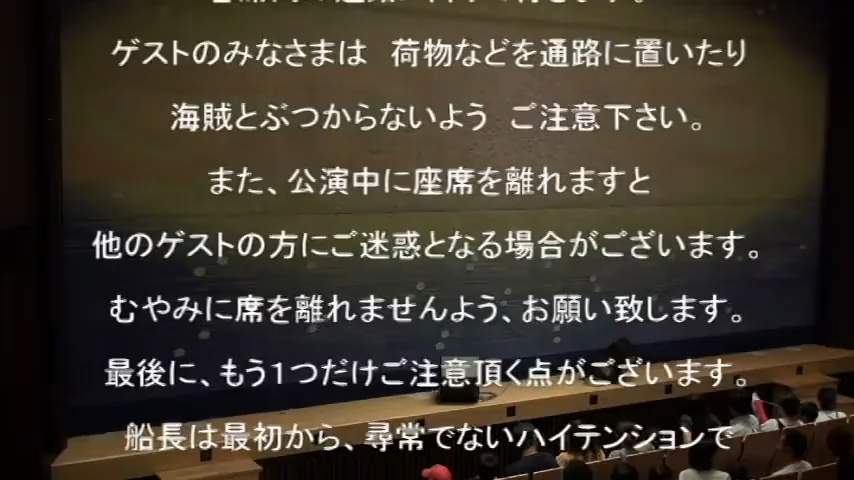 ゲストのみなさまは 荷物などを通路に置いたり
海賊とぶつからないよう ご注意下さい。
また、公演中に座席を離れますと
他のゲストの方にご迷惑となる場合がございます。
むやみに席を離れませんよう、お願い致します。
最後に、もう1つだけご注意頂く点がございます。
船長は最初から、尋常でないハイテンションで